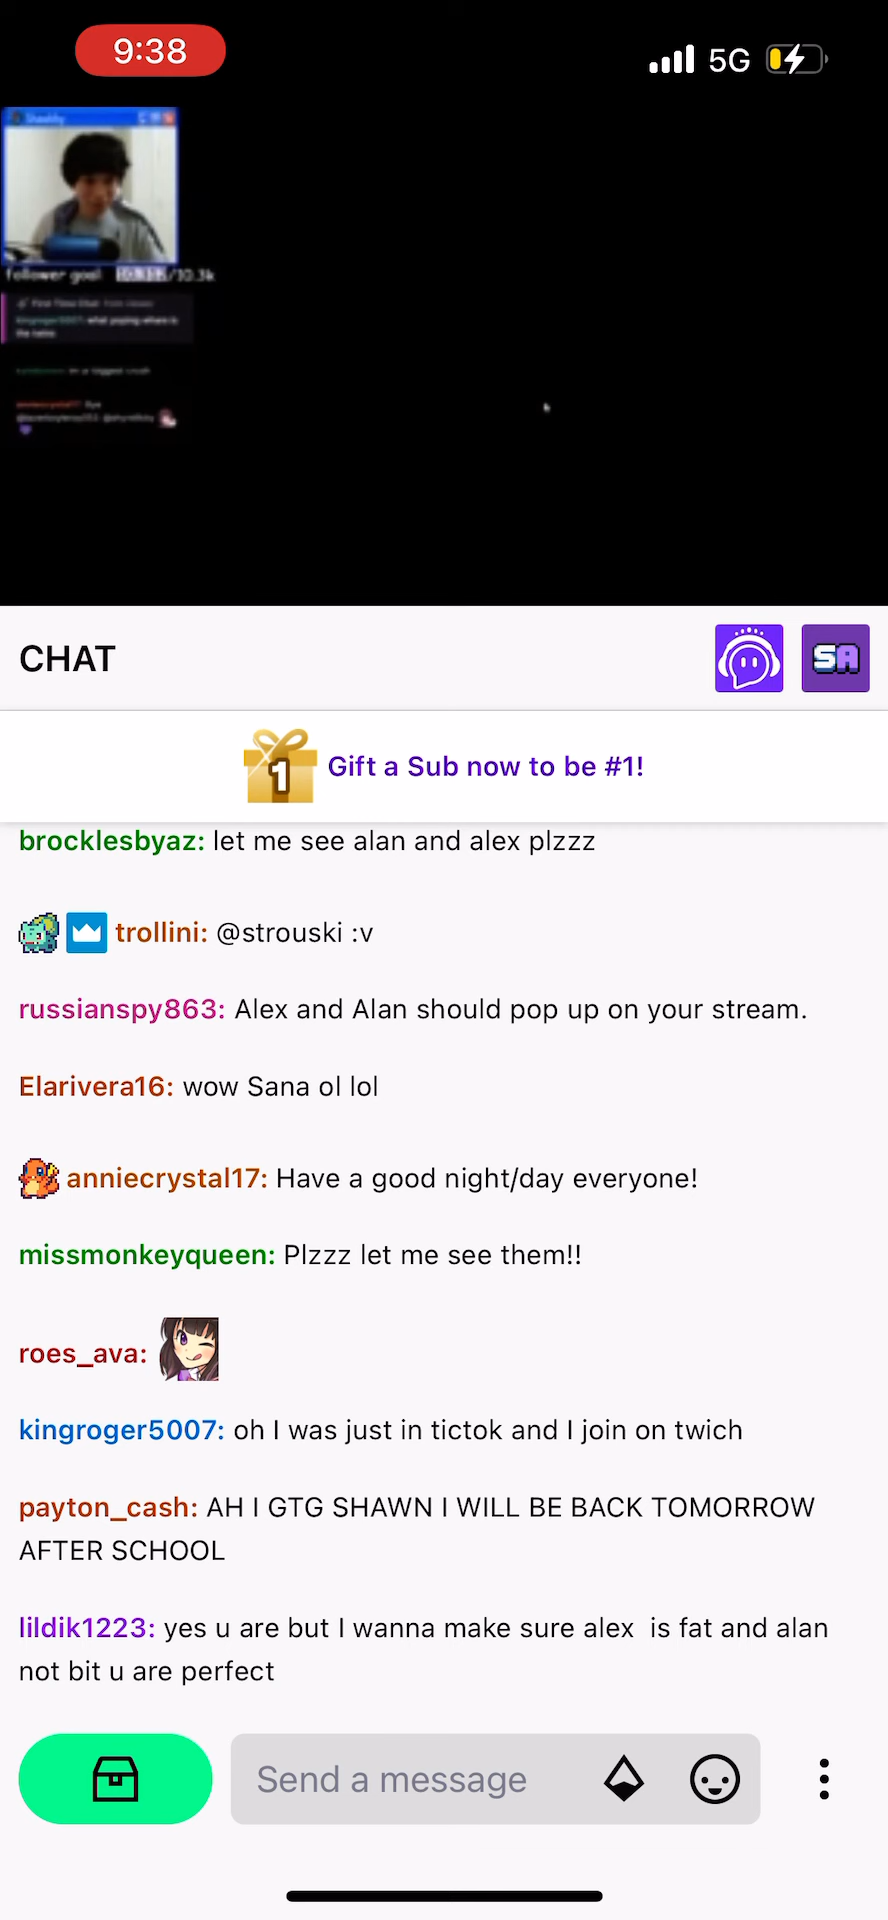 9:38
5G
follower goal /10.3k
CHAT
SA
1
Gift a Sub now to be #1!
brocklesbyaz: let me see alan and alex plzzz
trollini: @strouski :v
russianspy863: Alex and Alan should pop up on your stream.
Elarivera16: wow Sana ol lol
anniecrystal17: Have a good night/day everyone!
missmonkeyqueen: Plzzz let me see them!!
roes_ava:
kingroger5007: oh I was just in tictok and I join on twich
payton_cash: AH I GTG SHAWN I WILL BE BACK TOMORROW
AFTER SCHOOL
lildik1223: yes u are but I wanna make sure alex  is fat and alan
not bit u are perfect
Send a message